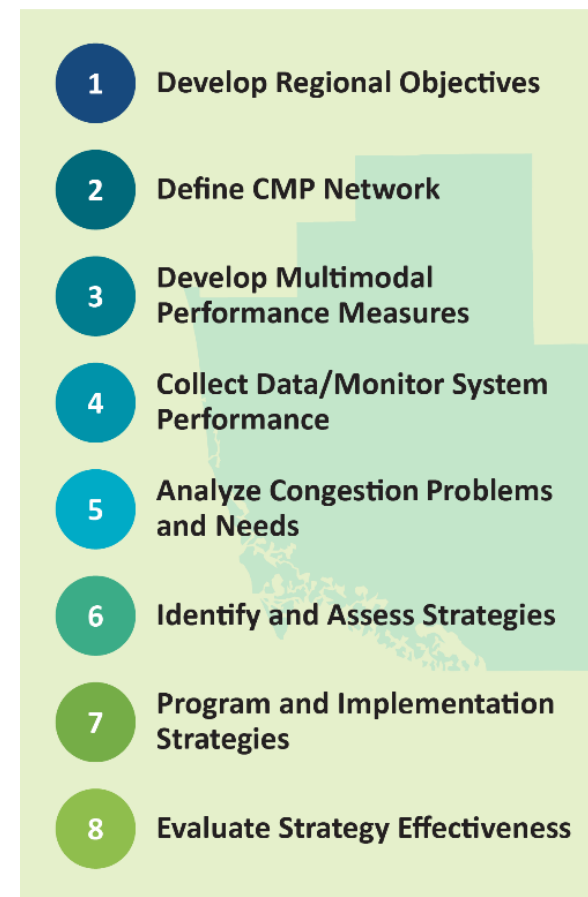 1 Develop Regional Objectives
2 Define CMP Network
3 Develop Multimodal
Performance Measures
4 Collect Data/Monitor System
Performance
5 Analyze Congestion Problems
and Needs
6 Identify and Assess Strategies
7 Program and Implementation
Strategies
8 Evaluate Strategy Effectiveness